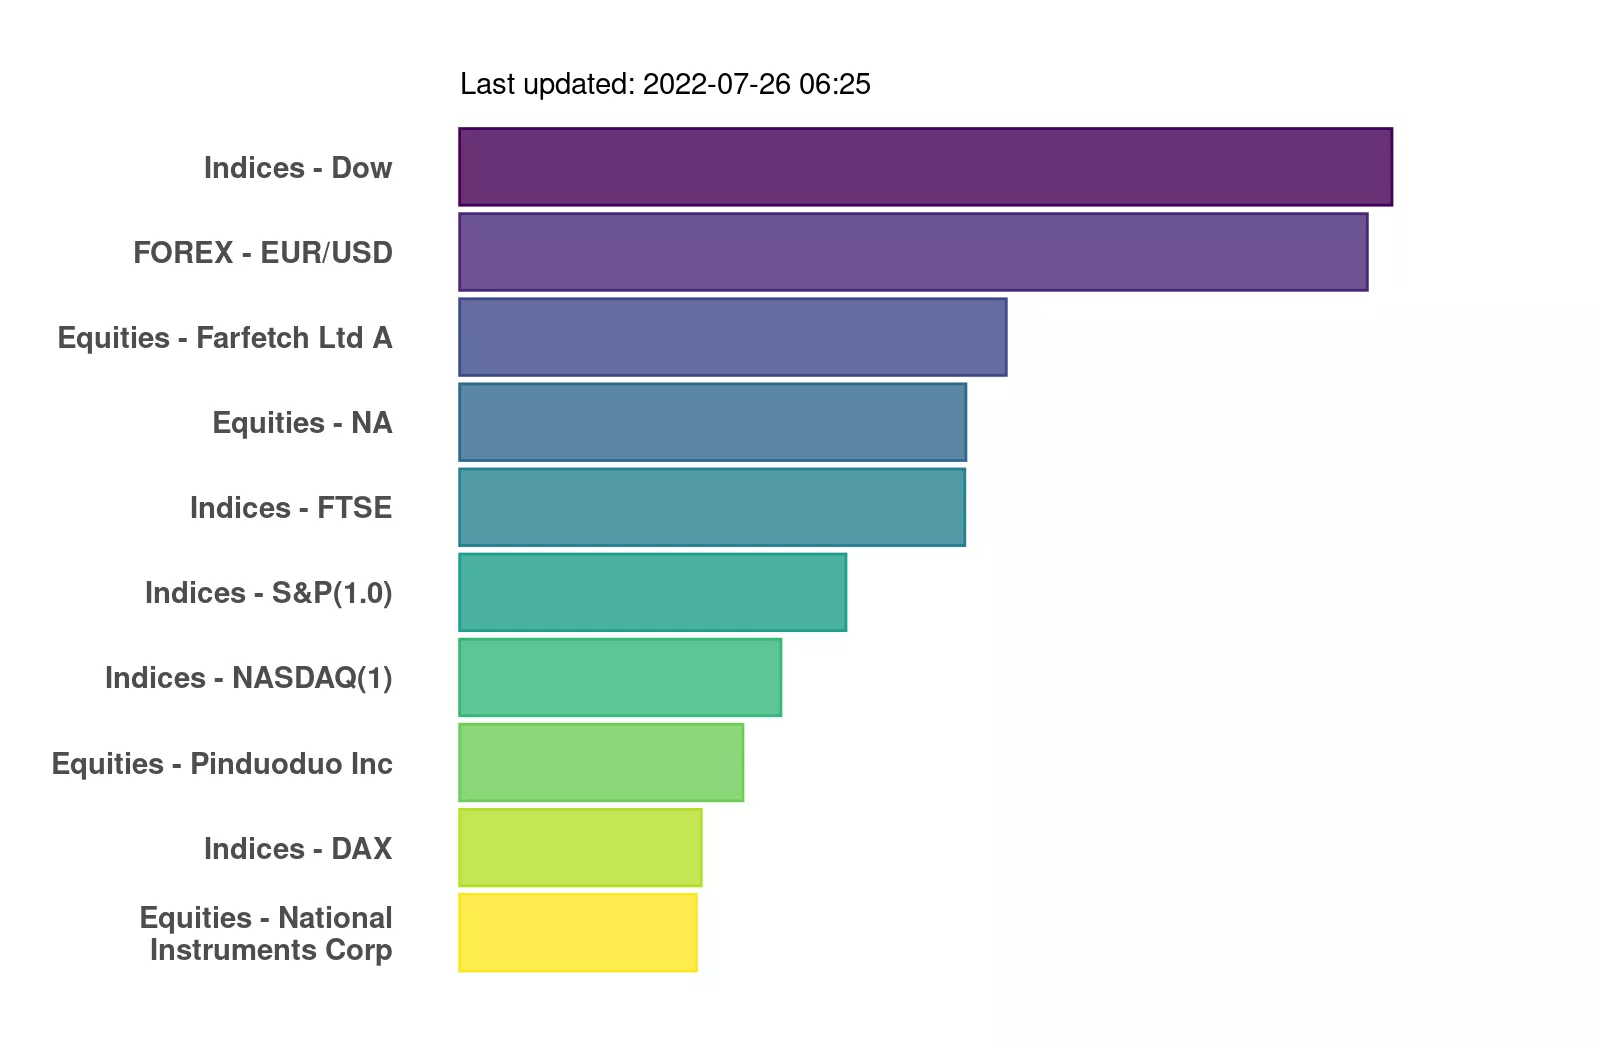 Last updated: 2022-07-26 06:25
Indices - Dow
FOREX - EUR/USD
Equities - Farfetch Ltd A
Equities - NA
Indices - FTSE
Indices - S&P(1.0)
Indices - NASDAQ(1)
Equities - Pinduoduo Inc
Indices - DAX
Equities - National
Instruments Corp